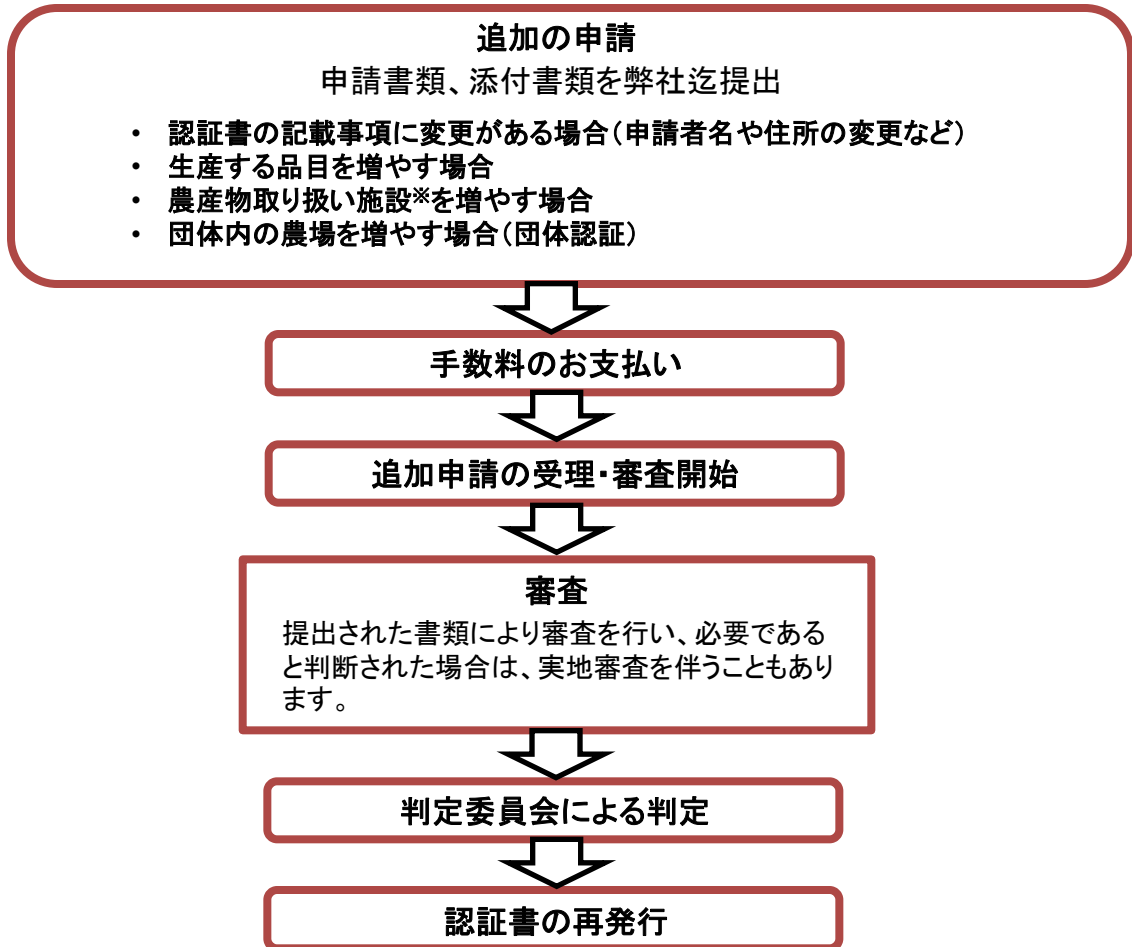 追加の申請
申請書類、添付書類を弊社迄提出
・ 認証書の記載事項に変更がある場合（申請者名や住所の変更など）
・ 生産する品目を増やす場合
・ 農産物取り扱い施設※を増やす場合
・ 団体内の農場を増やす場合（団体認証）
手数料のお支払い
追加申請の受理・審査開始
審査
提出された書類により審査を行い、必要である
と判断された場合は、実地審査を伴うこともあり
ます。
判定委員会による判定
認証書の再発行